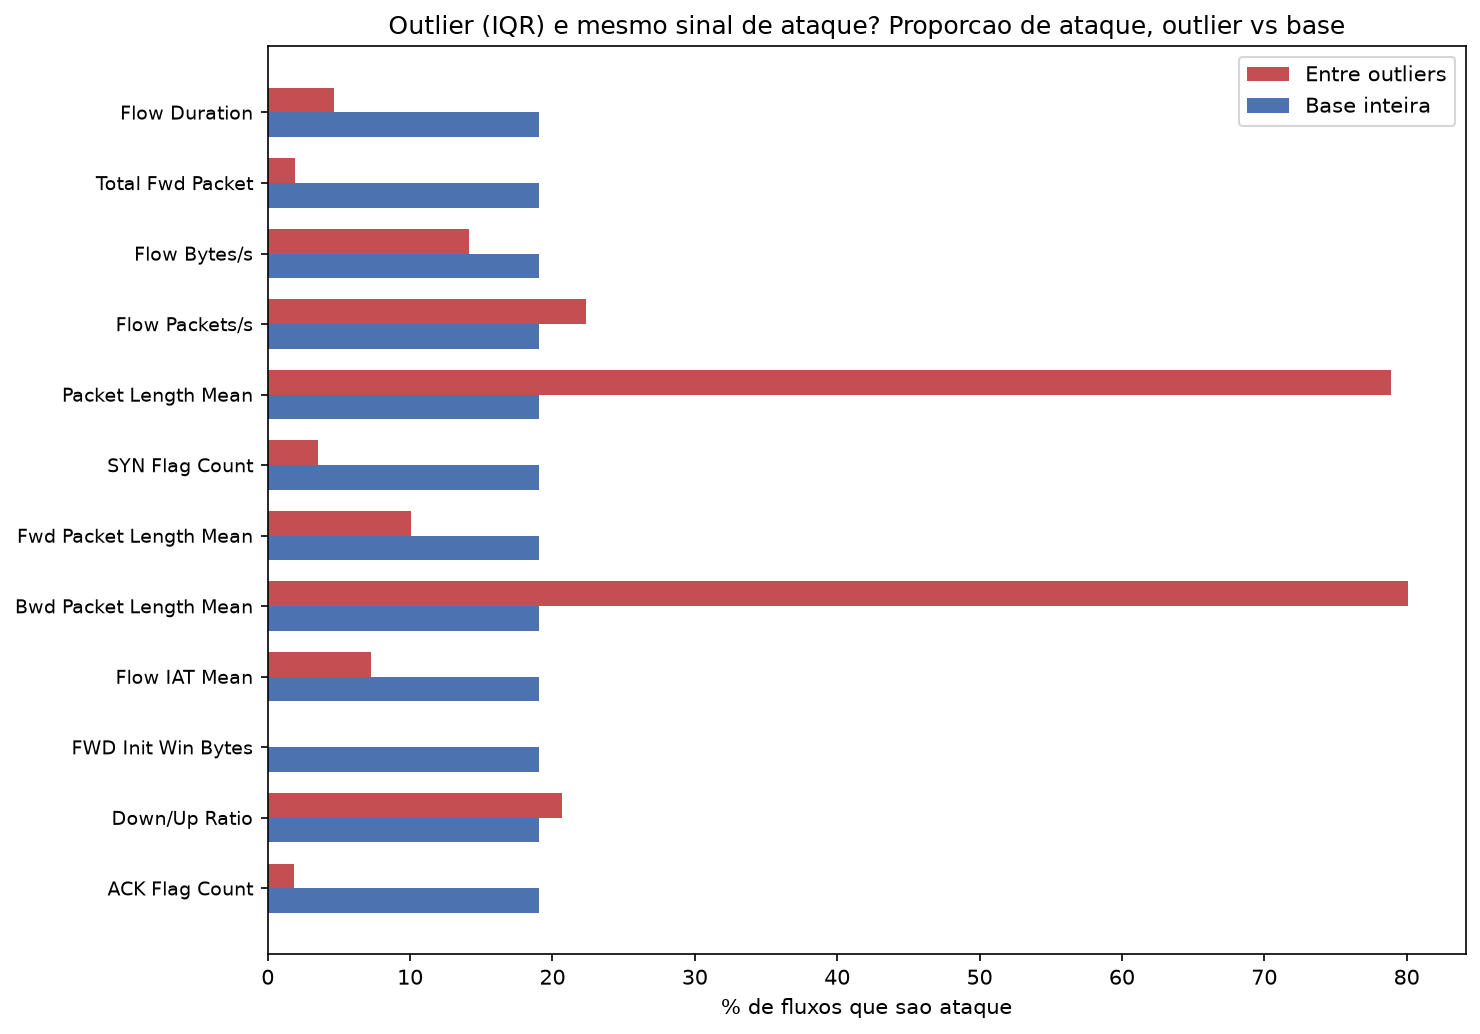 Outlier (IQR) e mesmo sinal de ataque? Proporcao de ataque, outlier vs base
Entre outliers
Base inteira
Flow Duration
Total Fwd Packet
Flow Bytes/s
Flow Packets/s
Packet Length Mean
SYN Flag Count
Fwd Packet Length Mean
Bwd Packet Length Mean
Flow IAT Mean
FWD Init Win Bytes
Down/Up Ratio
ACK Flag Count
0 10 20 30 40 50 60 70 80
% de fluxos que sao ataque